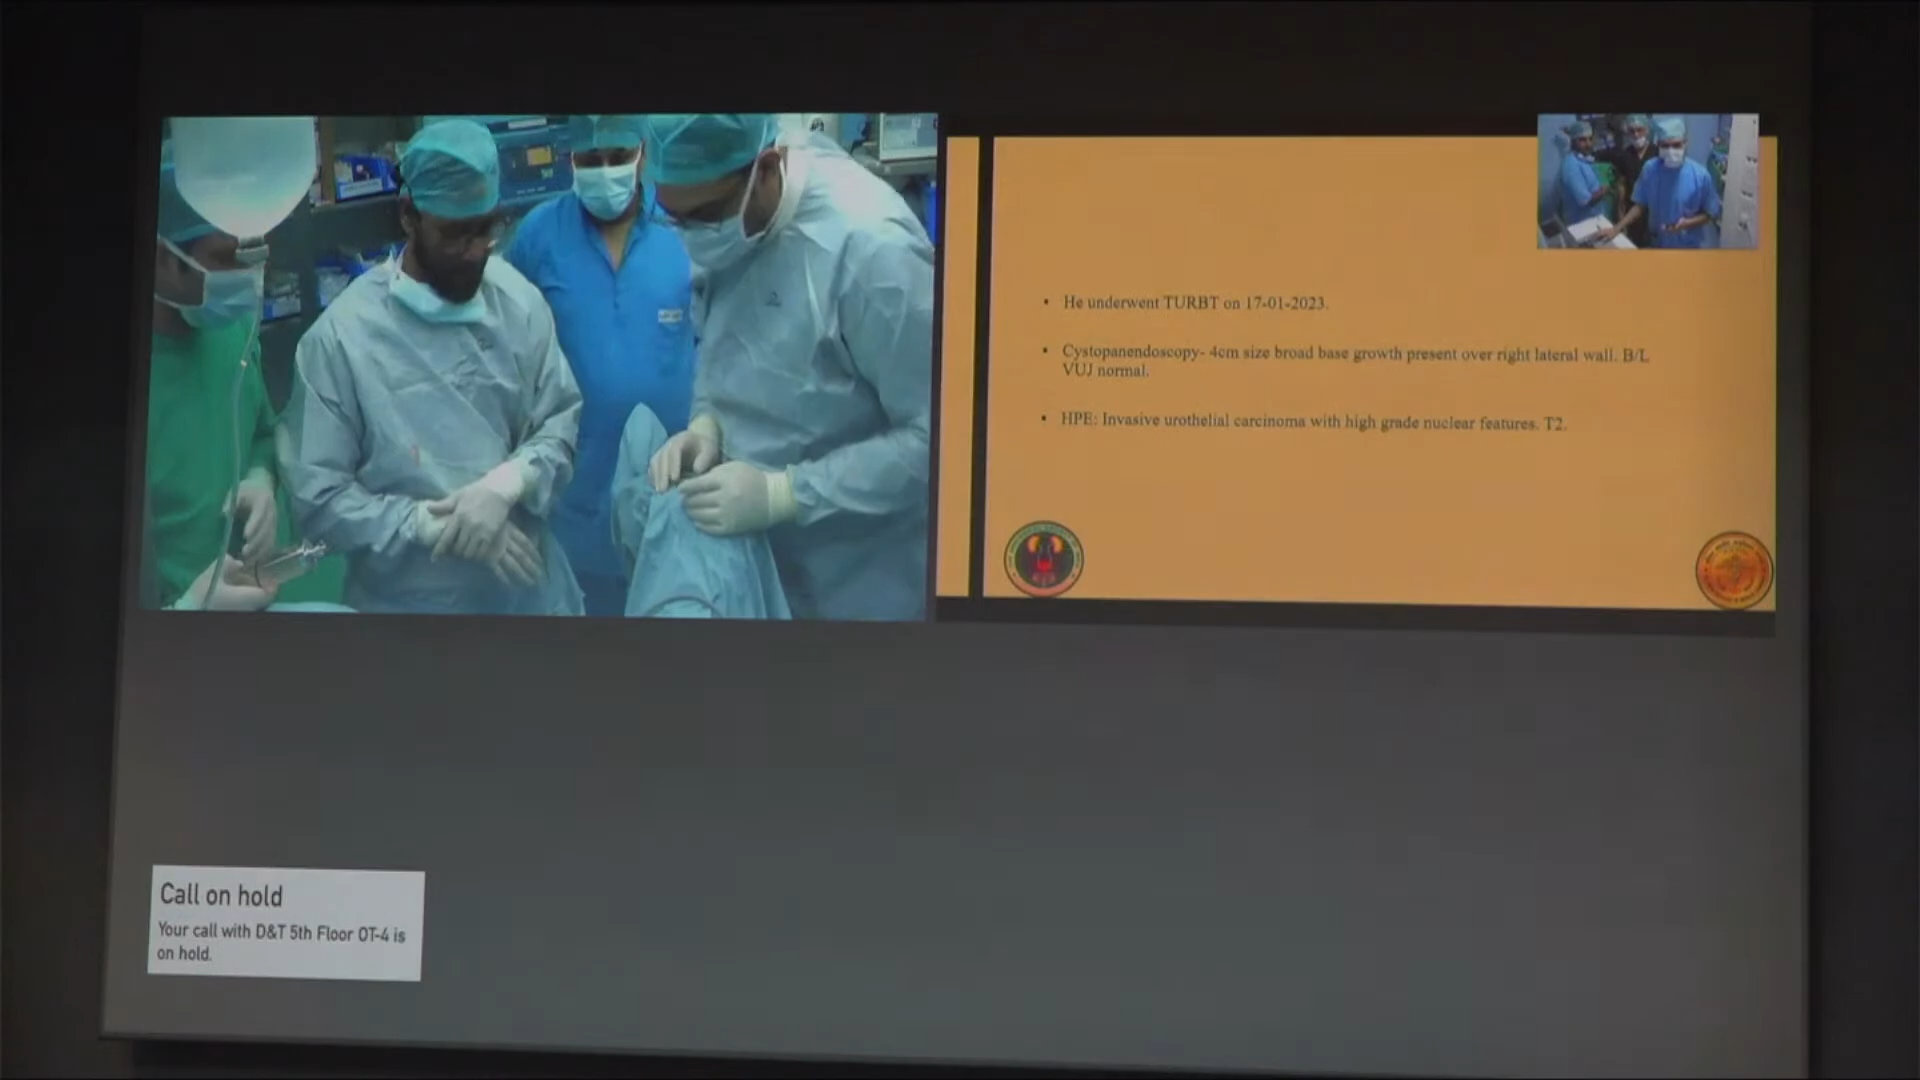 • He underwent TURBT on 17-01-2023.
• Cystopanendoscopy- 4cm size broad base growth present over right lateral wall. B/L
VUJ normal.
• HPE: Invasive urothelial carcinoma with high grade nuclear features. T2.
Call on hold
Your call with D&T 5th Floor OT-4 is
on hold.